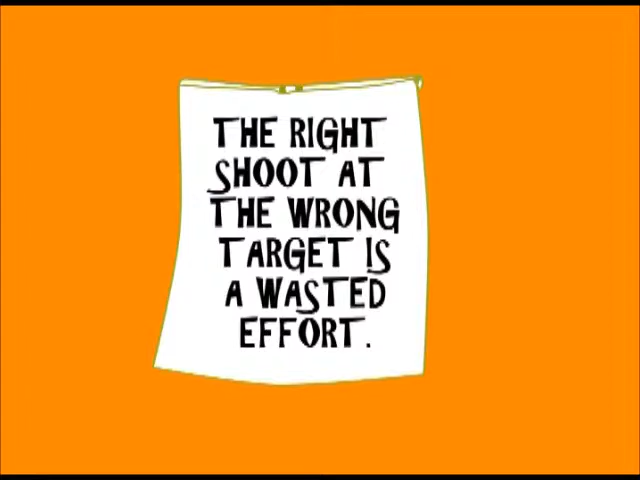 THE RIGHT
SHOOT AT
THE WRONG
TARGET IS
A WASTED
EFFORT.